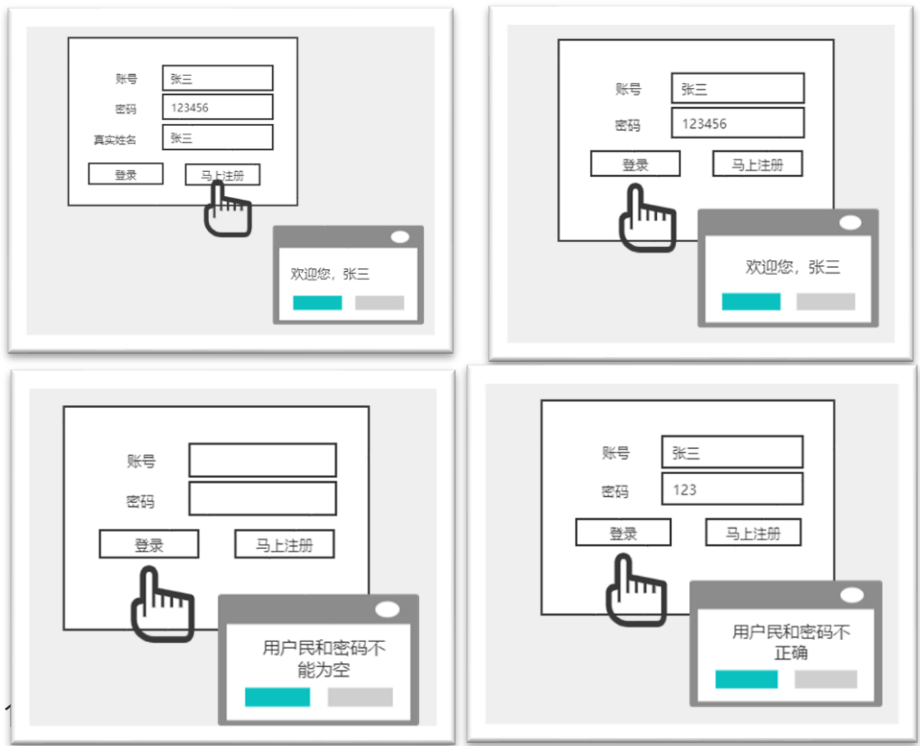 账号 张三
密码 123456
真实姓名 张三
登录 马上注册
欢迎您，张三
账号 张三
密码 123456
登录 马上注册
欢迎您，张三
账号
密码
登录 马上注册
用户民和密码不
能为空
账号 张三
密码 123
登录 马上注册
用户民和密码不
正确